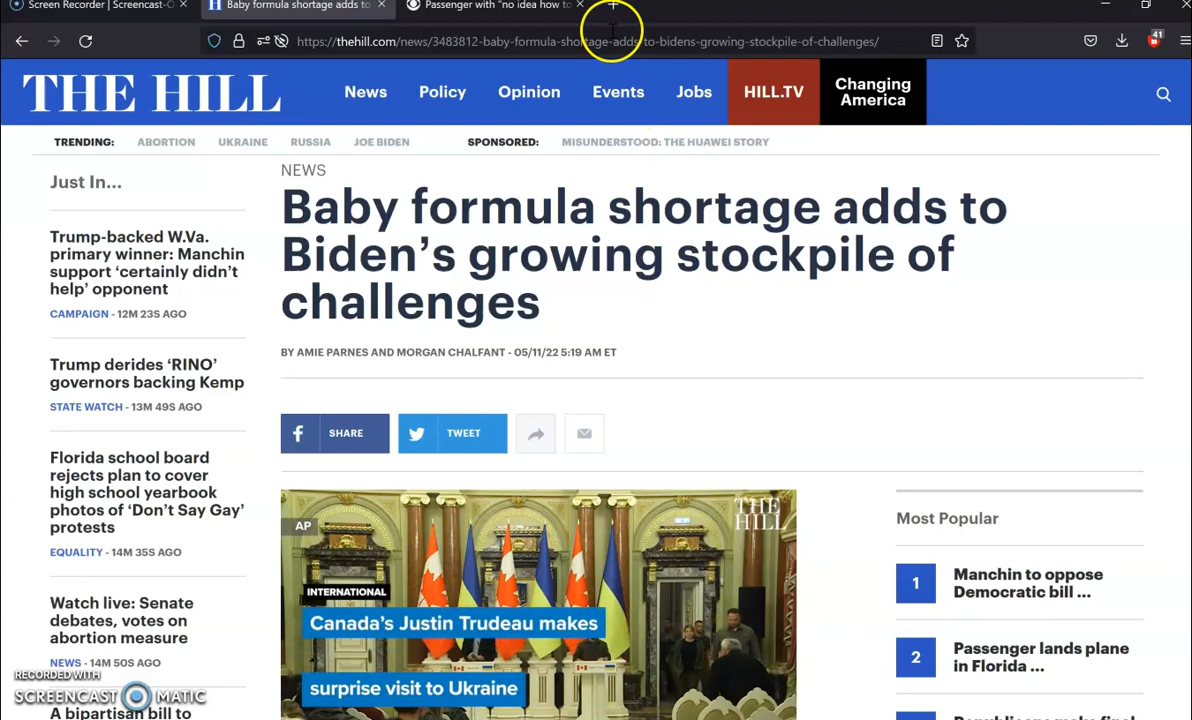 Screen Recorder | Screencast-O
Baby formula shortage adds to
Passenger with "no idea how to
https://thehill.com/news/3483812-baby-formula-shortage-adds-to-bidens-growing-stockpile-of-challenges/
41
THE HILL
News
Policy
Opinion
Events
Jobs
HILL.TV
Changing
America
TRENDING:
ABORTION
UKRAINE
RUSSIA
JOE BIDEN
SPONSORED:
MISUNDERSTOOD: THE HUAWEI STORY
Just In...
Trump-backed W.Va.
primary winner: Manchin
support ‘certainly didn’t
help’ opponent
CAMPAIGN - 12M 23S AGO
Trump derides ‘RINO’
governors backing Kemp
STATE WATCH - 13M 49S AGO
Florida school board
rejects plan to cover
high school yearbook
photos of ‘Don’t Say Gay’
protests
EQUALITY - 14M 35S AGO
Watch live: Senate
debates, votes on
abortion measure
NEWS - 14M 50S AGO
A bipartisan bill to
NEWS
Baby formula shortage adds to
Biden’s growing stockpile of
challenges
BY AMIE PARNES AND MORGAN CHALFANT - 05/11/22 5:19 AM ET
SHARE
TWEET
AP
THE
HILL
INTERNATIONAL
Canada’s Justin Trudeau makes
surprise visit to Ukraine
Most Popular
1
Manchin to oppose
Democratic bill ...
2
Passenger lands plane
in Florida ...
RECORDED WITH
SCREENCAST MATIC